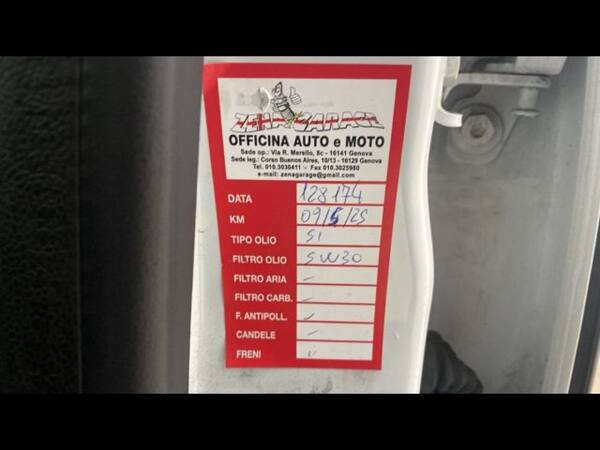 ZENA GARAGE
OFFICINA AUTO e MOTO
Sede op.: Via R. Merello, 8c - 16141 Genova
Sede leg.: Corso Buenos Aires, 10/13 - 16129 Genova
Tel. 010.3030411 - Fax 010.3025980
e-mail: zenagarage@gmail.com
DATA 128174
KM 09/5/25
TIPO OLIO SI
FILTRO OLIO 5W30
FILTRO ARIA -
FILTRO CARB. -
F. ANTIPOLL. -
CANDELE -
FRENI "